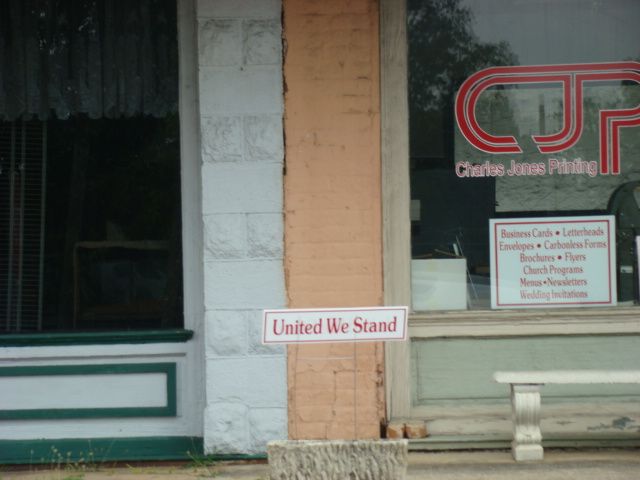 CJP
Charles Jones Printing
Business Cards • Letterheads
Envelopes • Carbonless Forms
Brochures • Flyers
Church Programs
Menus •Newsletters
Wedding Invitations
United We Stand